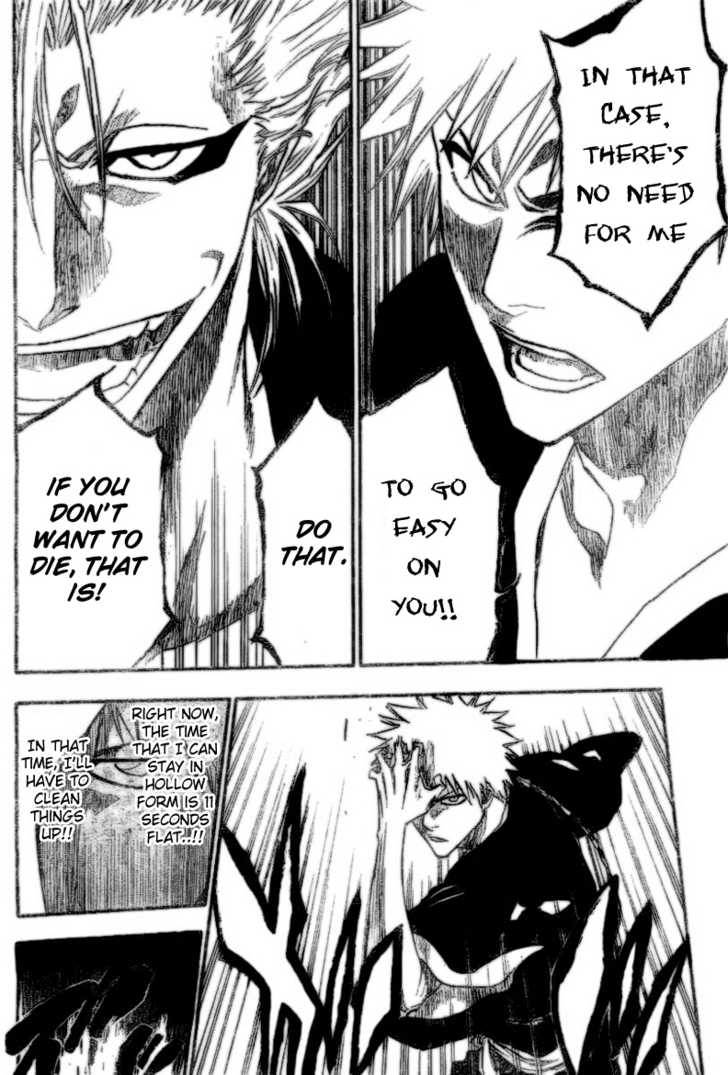 IN THAT
CASE,
THERE'S
NO NEED
FOR ME
TO GO
EASY
ON
YOU!!
DO
THAT.
IF YOU
DON'T
WANT TO
DIE, THAT
IS!
RIGHT NOW,
THE TIME
THAT I CAN
STAY IN
HOLLOW
FORM IS 11
SECONDS
FLAT..!!
IN THAT
TIME, I'LL
HAVE TO
CLEAN
THINGS
UP!!